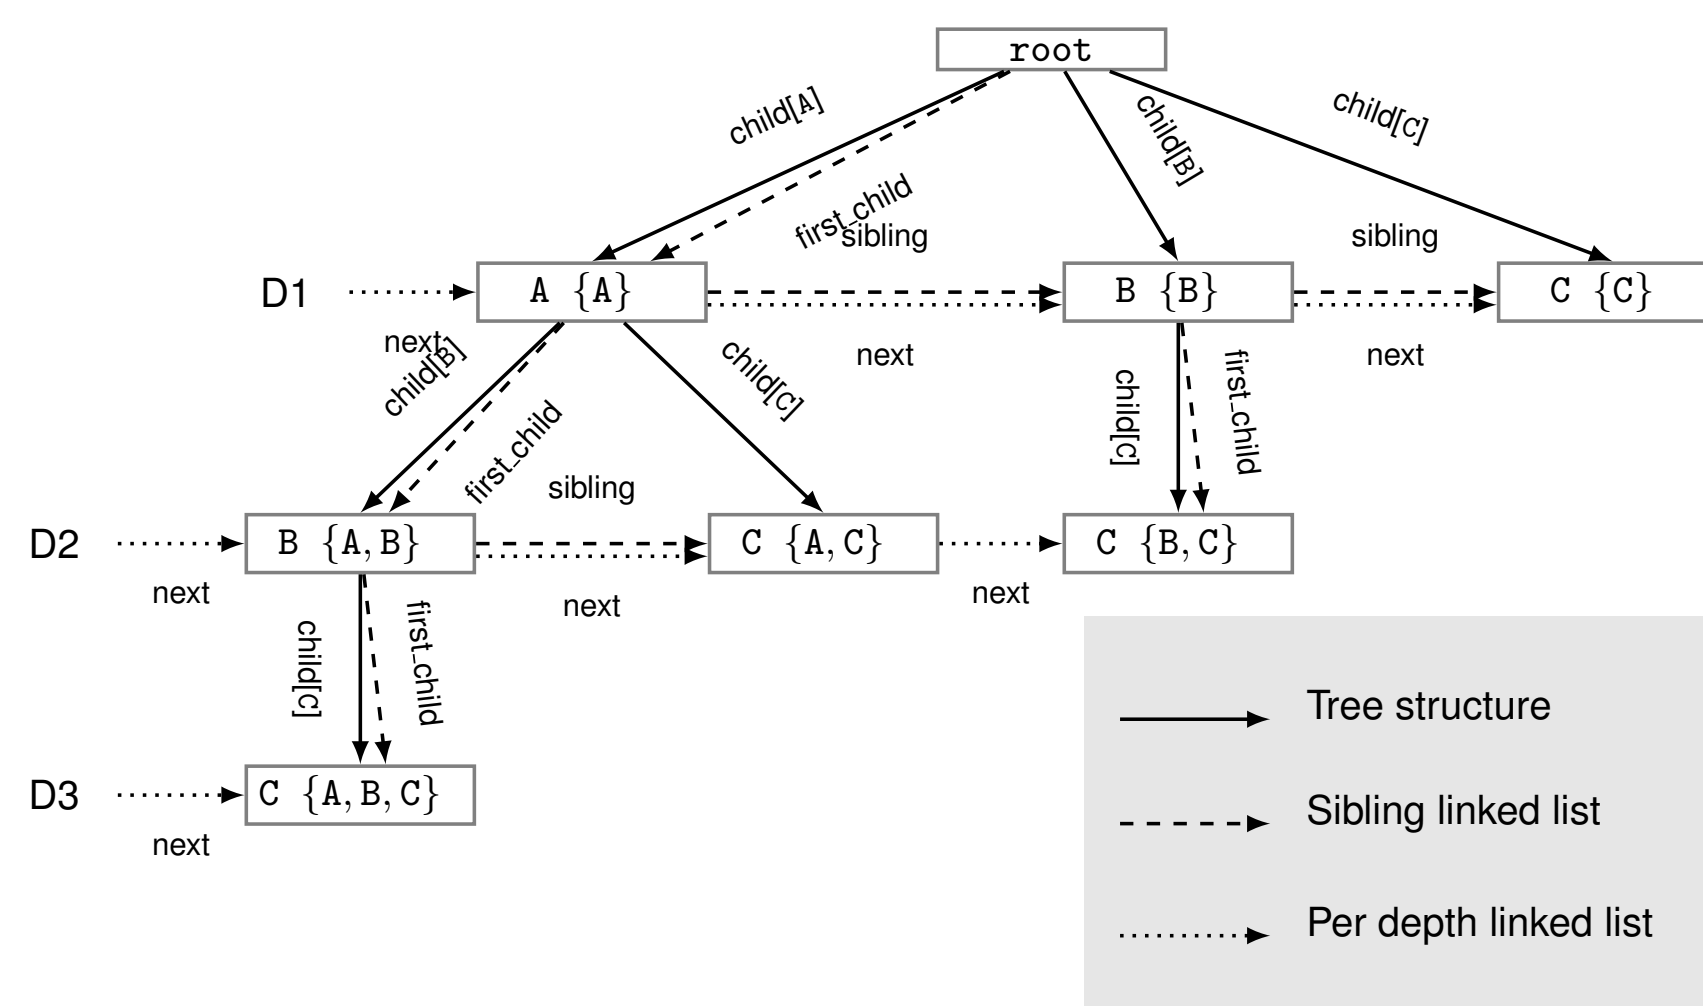 root
child[A]
child[B]
child[C]
first_child
sibling
sibling
D1
A {A}
B {B}
C {C}
next
next
next
child[B]
child[C]
child[C]
first_child
first_child
sibling
D2
B {A,B}
C {A,C}
C {B,C}
next
next
next
child[C]
first_child
D3
C {A,B,C}
next
Tree structure
Sibling linked list
Per depth linked list